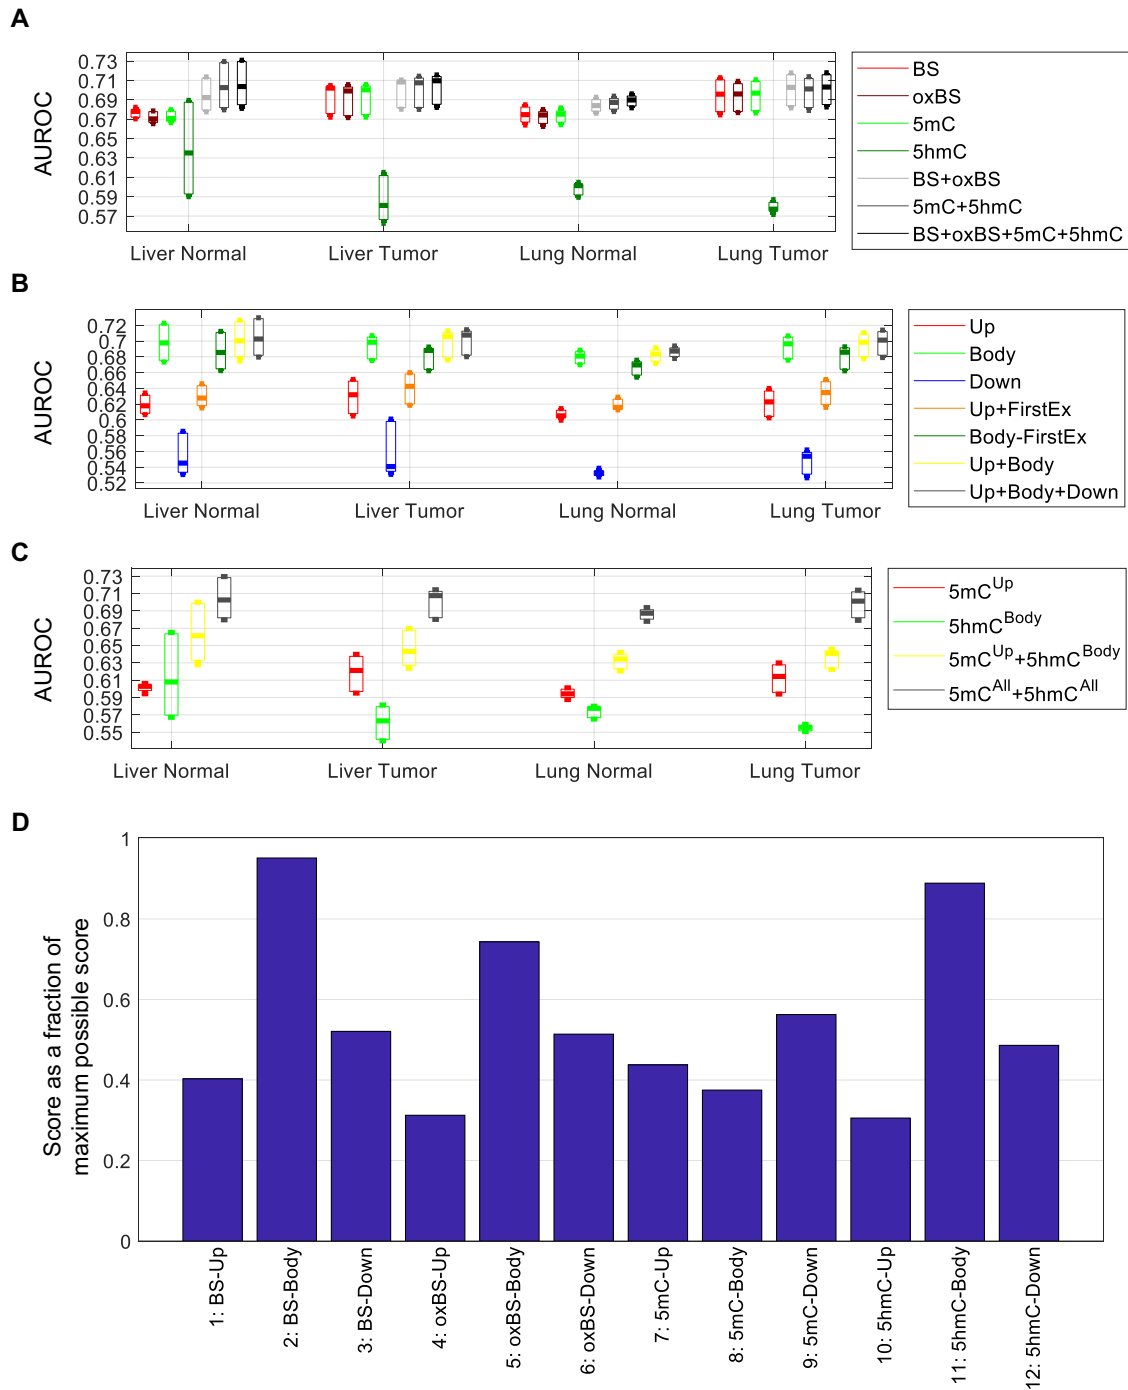 A
AUROC
0.73
0.71
0.69
0.67
0.65
0.63
0.61
0.59
0.57
Liver Normal
Liver Tumor
Lung Normal
Lung Tumor
BS
oxBS
5mC
5hmC
BS+oxBS
5mC+5hmC
BS+oxBS+5mC+5hmC
B
AUROC
0.72
0.7
0.68
0.66
0.64
0.62
0.6
0.58
0.56
0.54
0.52
Liver Normal
Liver Tumor
Lung Normal
Lung Tumor
Up
Body
Down
Up+FirstEx
Body-FirstEx
Up+Body
Up+Body+Down
C
AUROC
0.73
0.71
0.69
0.67
0.65
0.63
0.61
0.59
0.57
0.55
Liver Normal
Liver Tumor
Lung Normal
Lung Tumor
5mC^Up
5hmC^Body
5mC^Up+5hmC^Body
5mC^All+5hmC^All
D
Score as a fraction of
maximum possible score
1
0.8
0.6
0.4
0.2
0
1: BS-Up
2: BS-Body
3: BS-Down
4: oxBS-Up
5: oxBS-Body
6: oxBS-Down
7: 5mC-Up
8: 5mC-Body
9: 5mC-Down
10: 5hmC-Up
11: 5hmC-Body
12: 5hmC-Down